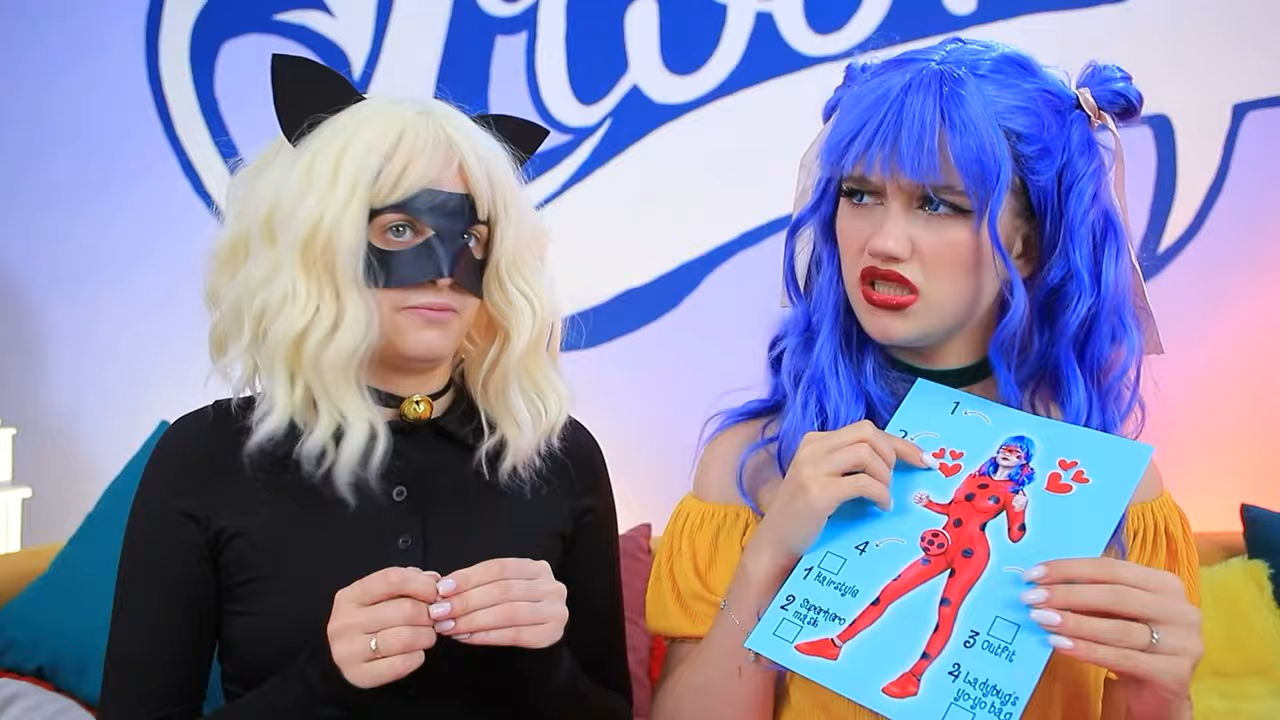 1
2
4
1 Hairstyle
2 Superhero
mask
3 Outfit
4 Ladybug's
yo-yo bag